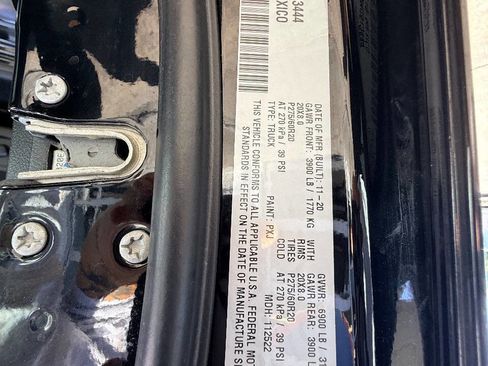 3444
EXICO
DATE OF MFR (BUILT): 11-20 GVWR: 6900 LB / 31
GAWR FRONT: 3900 LB / 1770 KG WITH GAWR REAR: 3900
20X8.0 RIMS 20X8.0
P275/60R20 TIRES P275/60R20
AT 270 kPa / 39 PSI COLD AT 270 kPa / 39 PSI
TYPE: TRUCK PAINT: PXJ MDH: 112522
THIS VEHICLE CONFORMS TO ALL APPLICABLE U.S.A. FEDERAL MOT
STANDARDS IN EFFECT ON THE DATE OF MANUFACTURE